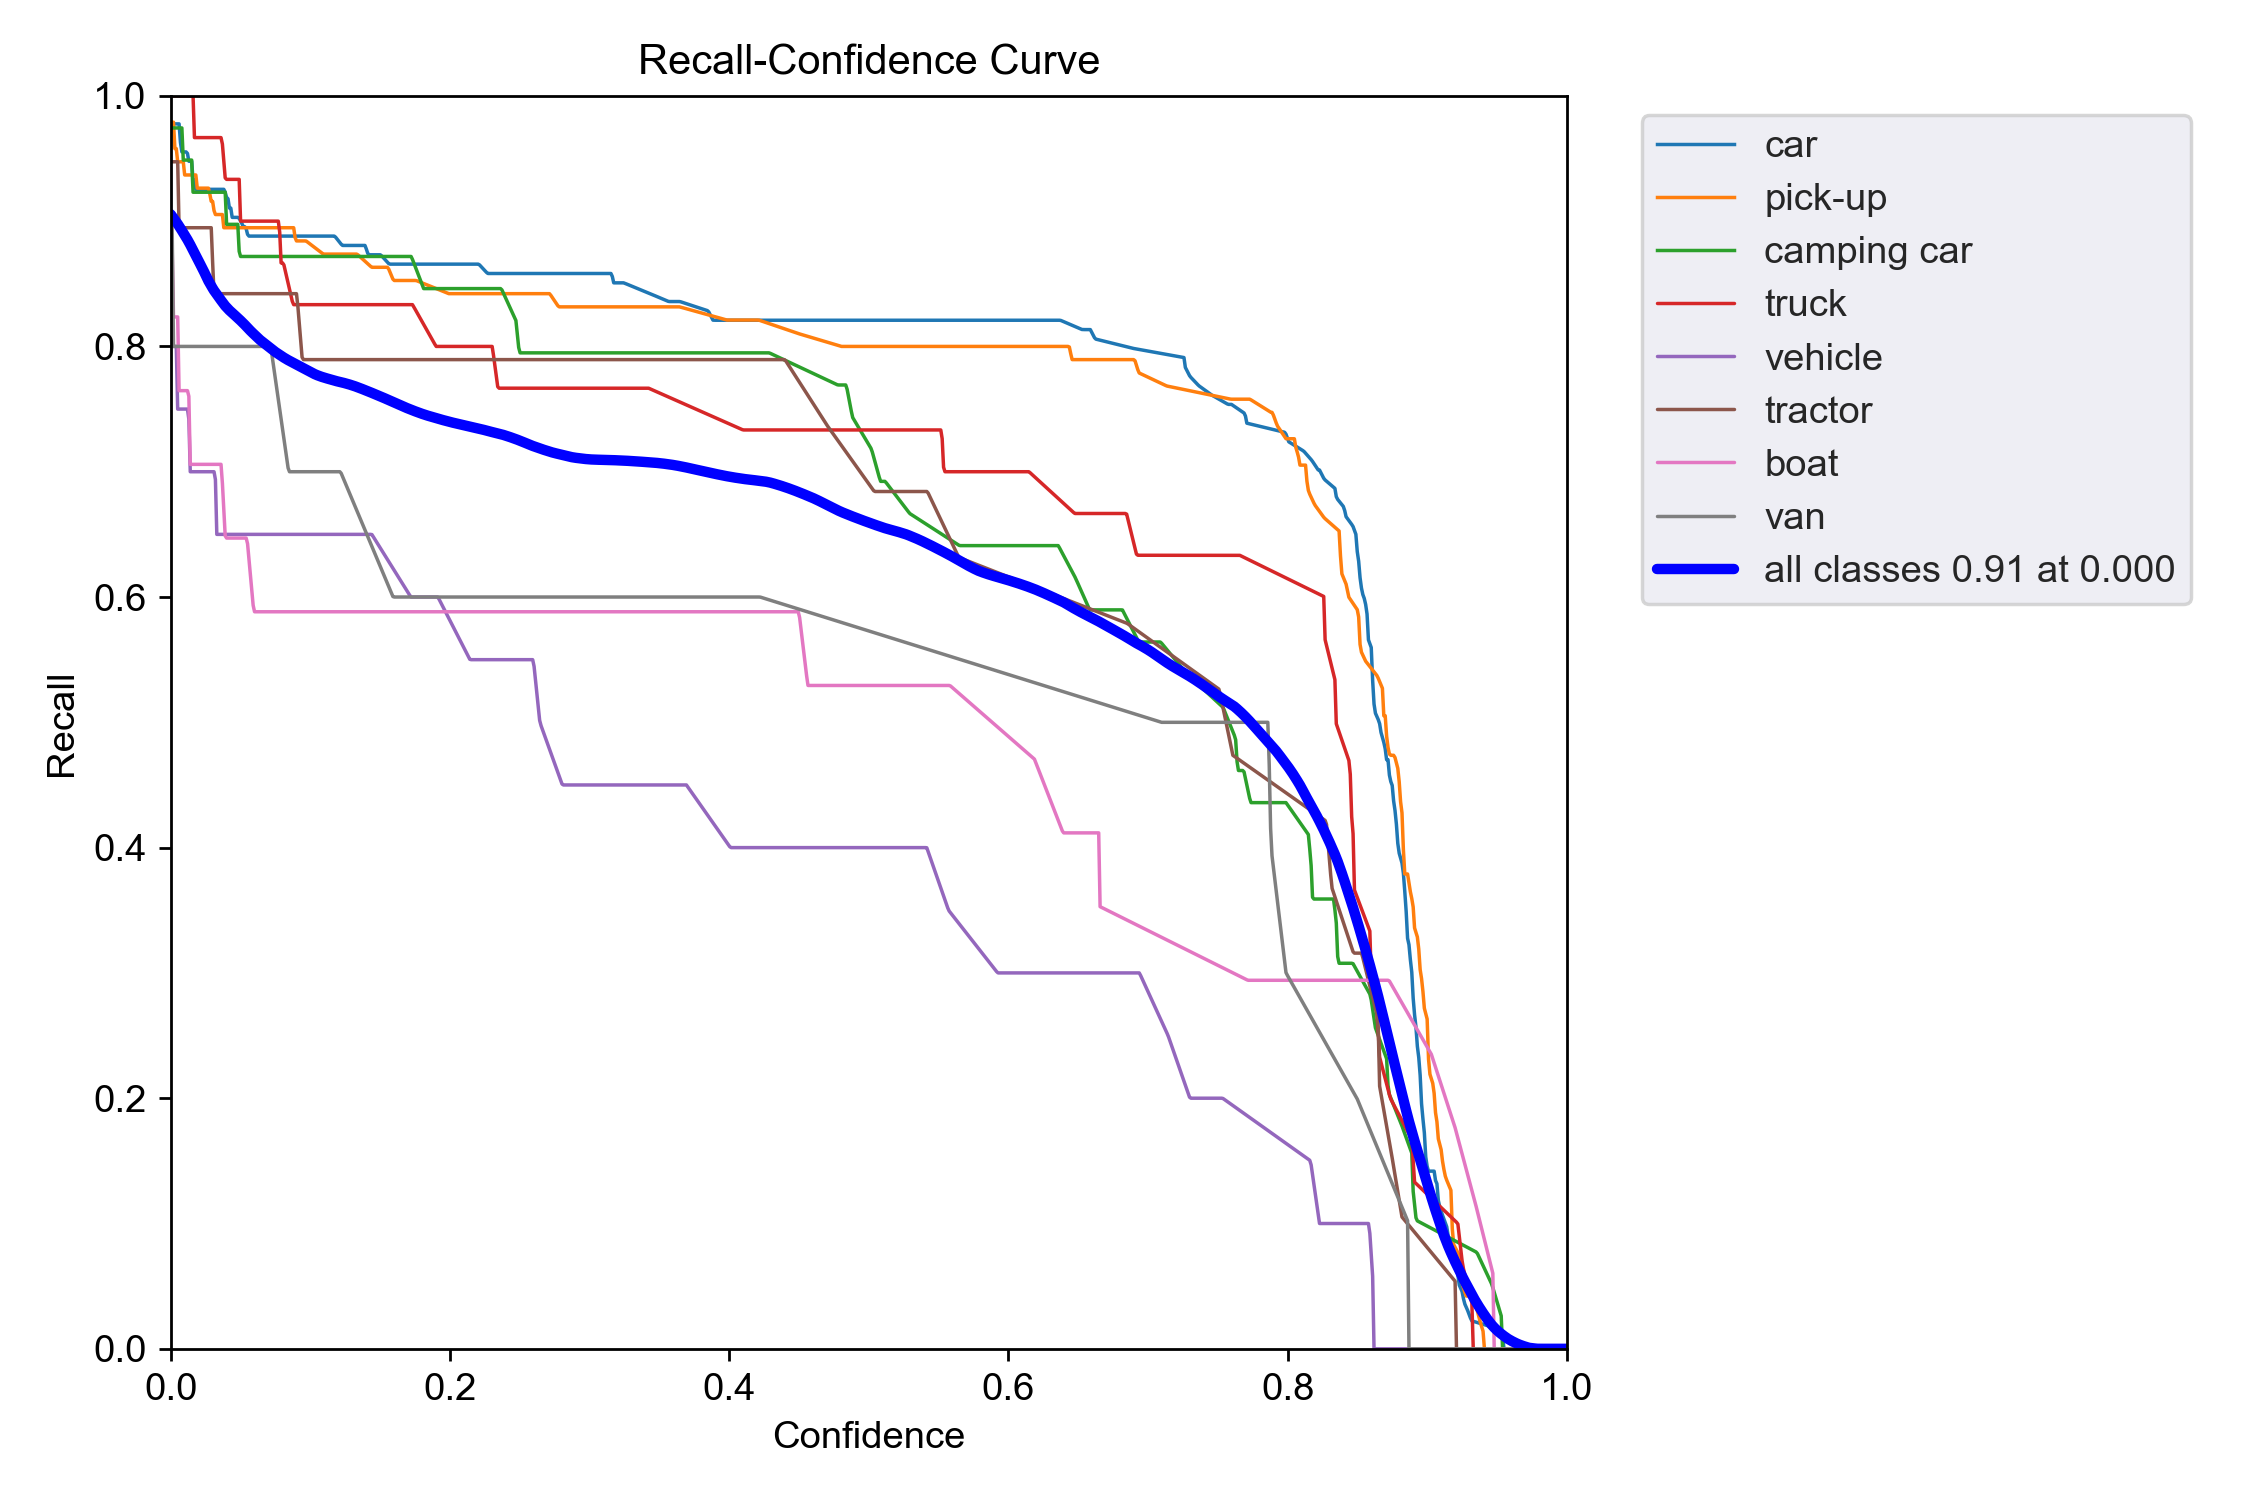 Recall-Confidence Curve
1.0
0.8
0.6
0.4
0.2
0.0
Recall
0.0 0.2 0.4 0.6 0.8 1.0
Confidence
car
pick-up
camping car
truck
vehicle
tractor
boat
van
all classes 0.91 at 0.000